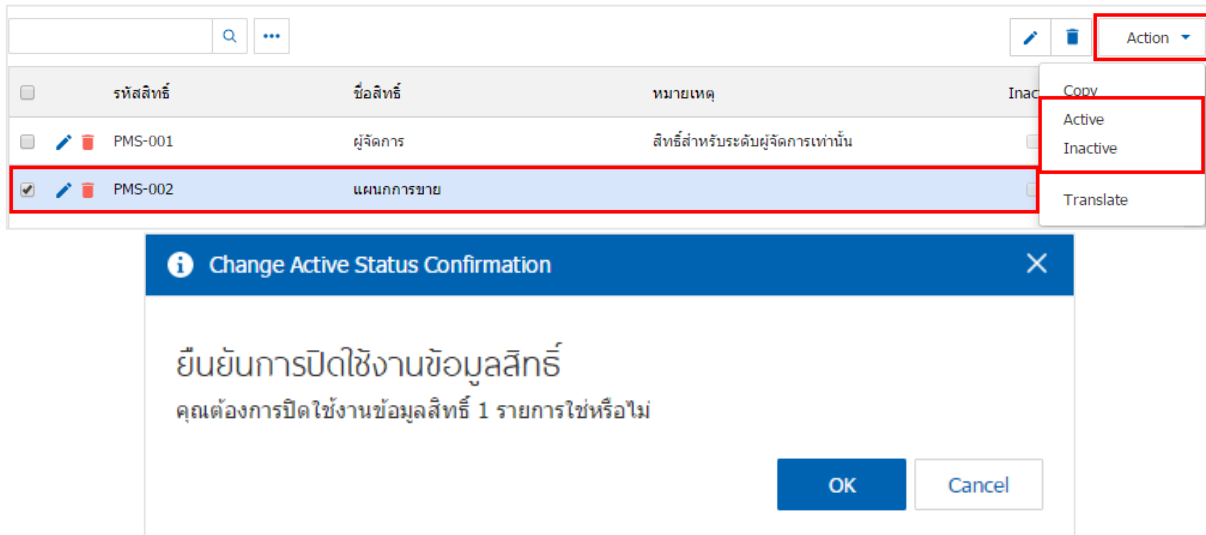 Action
รหัสสิทธิ์ ชื่อสิทธิ์ หมายเหตุ Inac
Copy
Active
PMS-001 ผู้จัดการ สิทธิ์สำหรับระดับผู้จัดการเท่านั้น
Inactive
PMS-002 แผนกการขาย
Translate
Change Active Status Confirmation
ยืนยันการปิดใช้งานข้อมูลสิทธิ์
คุณต้องการปิดใช้งานข้อมูลสิทธิ์ 1 รายการใช่หรือไม่
OK Cancel